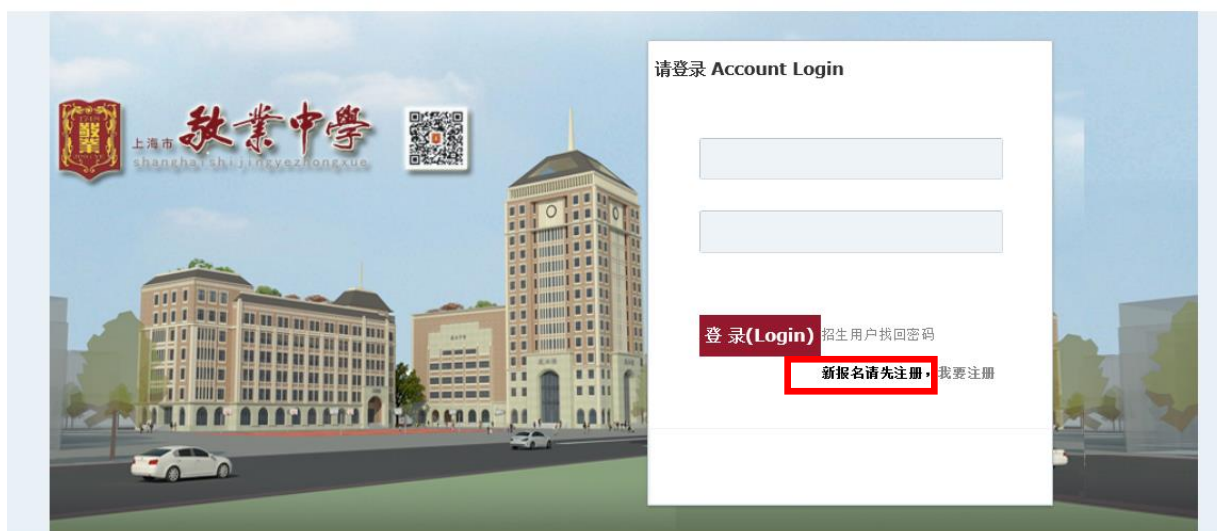 上海市 敬業中學
shanghaishijingyezhongxue
请登录 Account Login
登 录(Login) 招生用户找回密码
新报名请先注册，我要注册